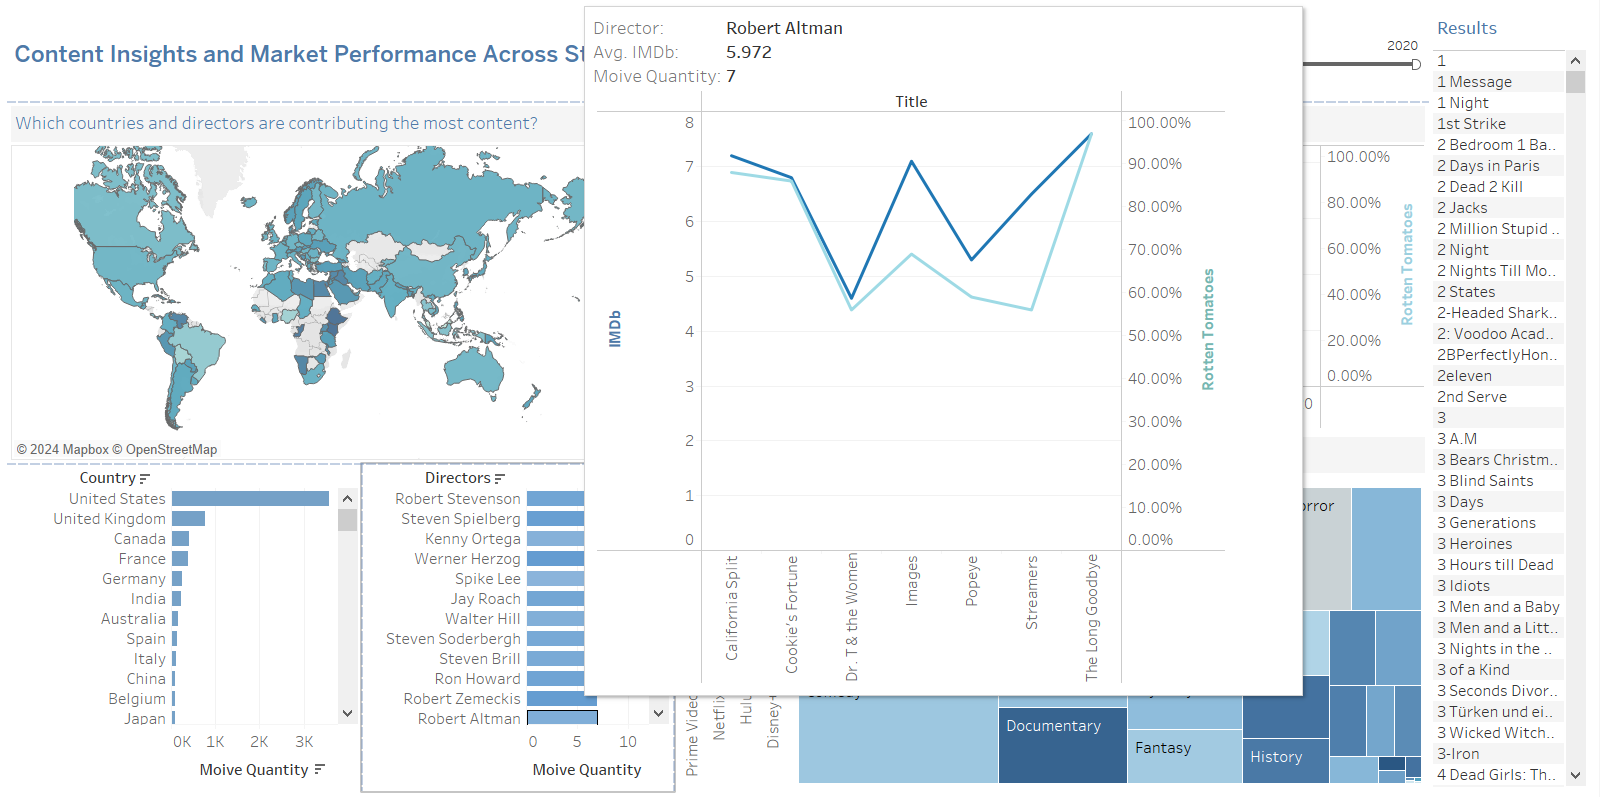 Content Insights and Market Performance Across St
Which countries and directors are contributing the most content?
© 2024 Mapbox © OpenStreetMap
Country
United States
United Kingdom
Canada
France
Germany
India
Australia
Spain
Italy
China
Belgium
Japan
0K 1K 2K 3K
Moive Quantity
Directors
Robert Stevenson
Steven Spielberg
Kenny Ortega
Werner Herzog
Spike Lee
Jay Roach
Walter Hill
Steven Soderbergh
Steven Brill
Ron Howard
Robert Zemeckis
Robert Altman
0 5 10
Moive Quantity
Director: Robert Altman
Avg. IMDb: 5.972
Moive Quantity: 7
Title
IMDb
8
7
6
5
4
3
2
1
0
100.00%
90.00%
80.00%
70.00%
60.00%
50.00%
40.00%
30.00%
20.00%
10.00%
0.00%
Rotten Tomatoes
California Split
Cookie's Fortune
Dr. T & the Women
Images
Popeye
Streamers
The Long Goodbye
2020
100.00%
80.00%
60.00%
40.00%
20.00%
0.00%
Rotten Tomatoes
0
Prime Video
Netflix
Hulu
Disney+
orror
Documentary
Fantasy
History
Results
1
1 Message
1 Night
1st Strike
2 Bedroom 1 Ba..
2 Days in Paris
2 Dead 2 Kill
2 Jacks
2 Million Stupid ..
2 Night
2 Nights Till Mo..
2 States
2-Headed Shark..
2: Voodoo Acad..
2BPerfectlyHon..
2eleven
2nd Serve
3
3 A.M
3 Bears Christm..
3 Blind Saints
3 Days
3 Generations
3 Heroines
3 Hours till Dead
3 Idiots
3 Men and a Baby
3 Men and a Litt..
3 Nights in the ..
3 of a Kind
3 Seconds Divor..
3 Türken und ei..
3 Wicked Witch..
3-Iron
4 Dead Girls: Th..